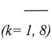 (k= 1, 8)